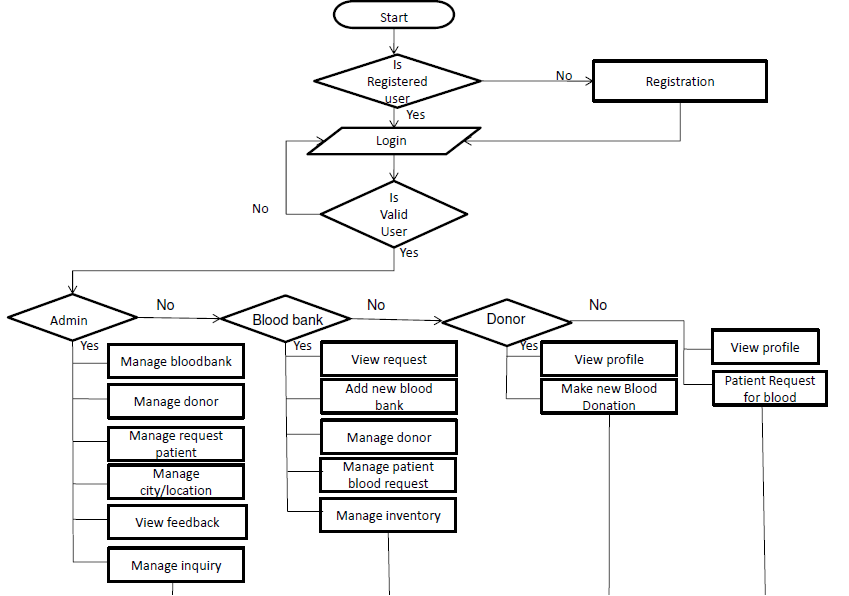 Start
Is
Registered
user
No
Registration
Yes
Login
Is
Valid
User
No
Yes
Admin
No
Blood bank
No
Donor
No
Yes
Manage bloodbank
Manage donor
Manage request
patient
Manage
city/location
View feedback
Manage inquiry
Yes
View request
Add new blood
bank
Manage donor
Manage patient
blood request
Manage inventory
Yes
View profile
Make new Blood
Donation
View profile
Patient Request
for blood